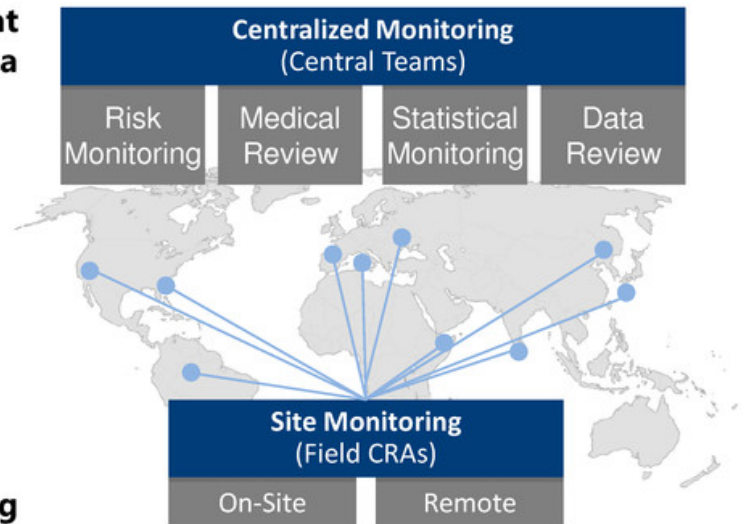 nt
a
Centralized Monitoring
(Central Teams)
Risk
Monitoring
Medical
Review
Statistical
Monitoring
Data
Review
Site Monitoring
(Field CRAs)
On-Site
Remote
g